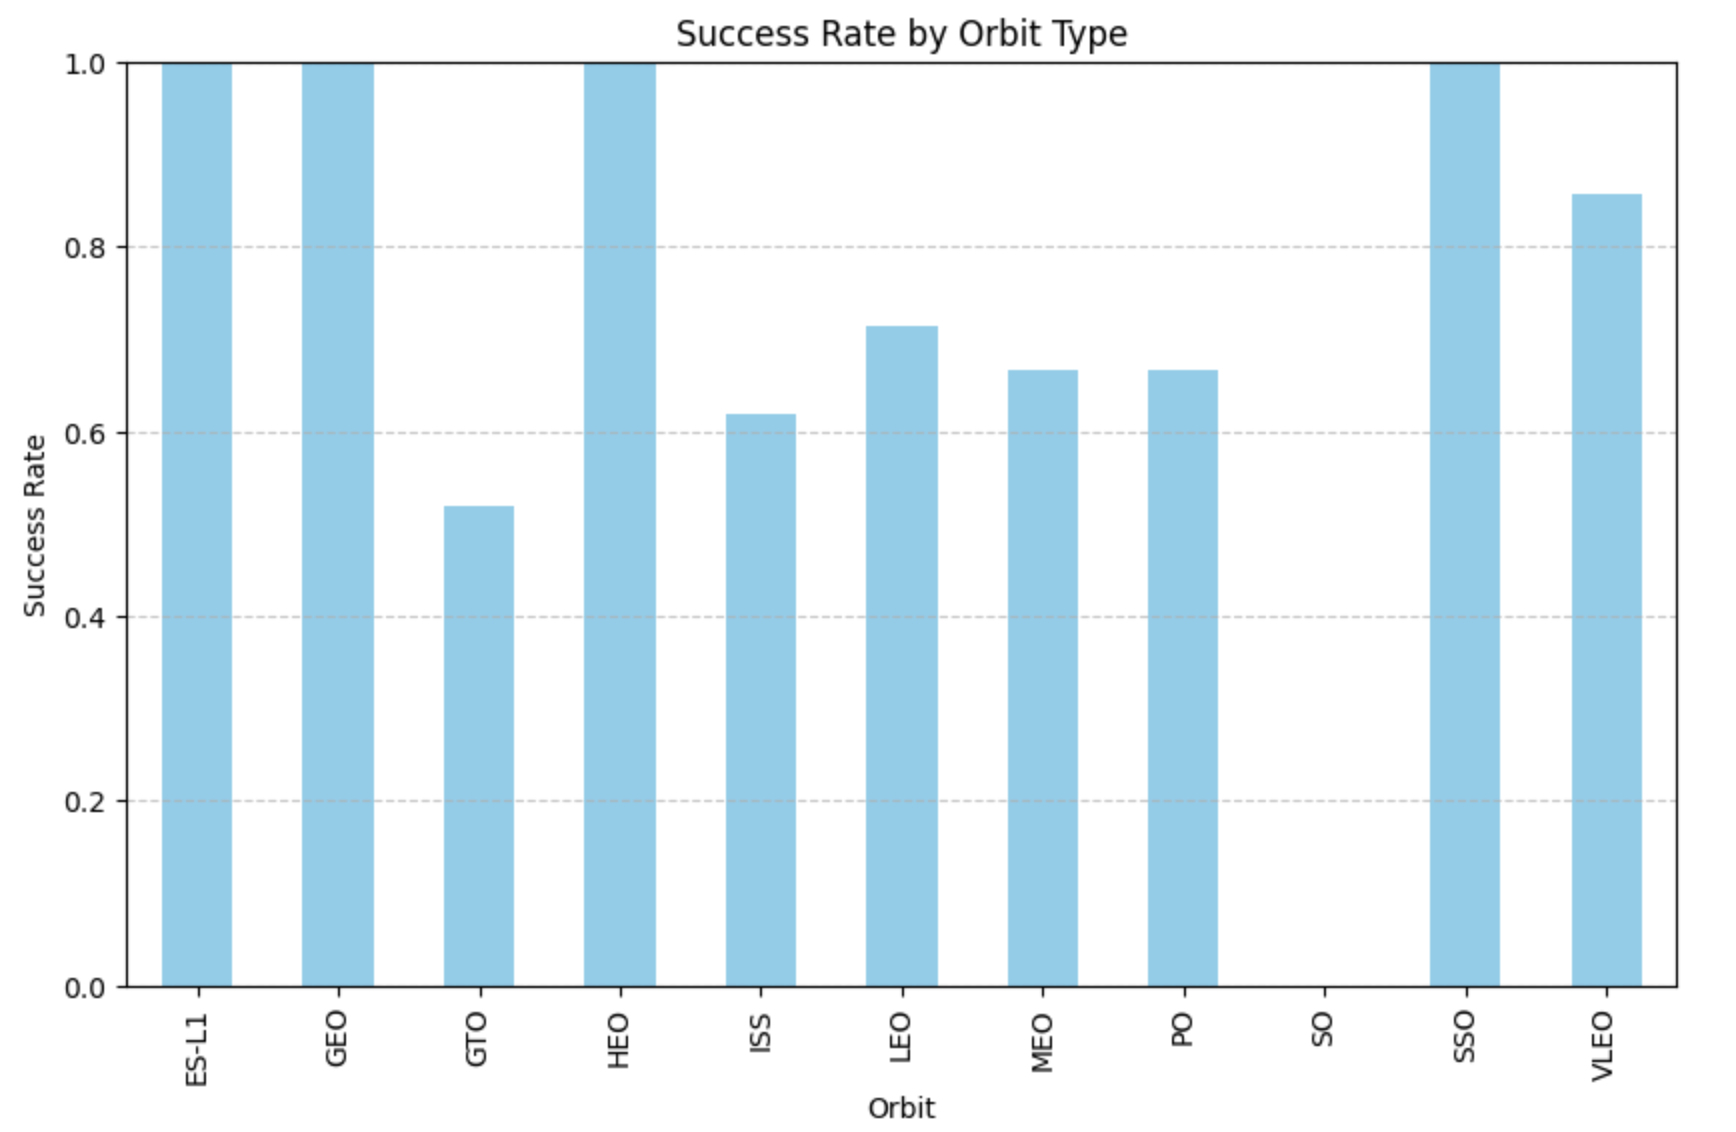 Success Rate by Orbit Type
1.0
0.8
0.6
0.4
0.2
0.0
Success Rate
ES-L1
GEO
GTO
HEO
ISS
LEO
MEO
PO
SO
SSO
VLEO
Orbit